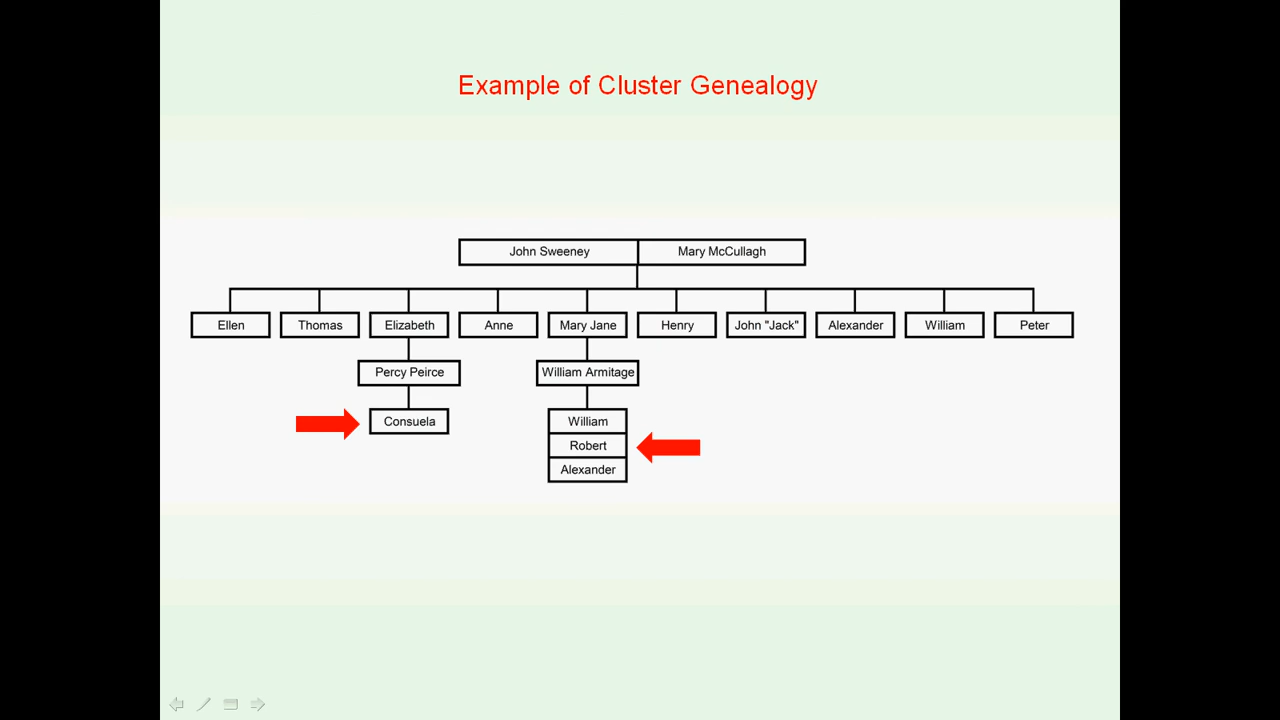 Example of Cluster Genealogy
John Sweeney Mary McCullagh
Ellen Thomas Elizabeth Anne Mary Jane Henry John "Jack" Alexander William Peter
Percy Peirce William Armitage
Consuela William
Robert
Alexander